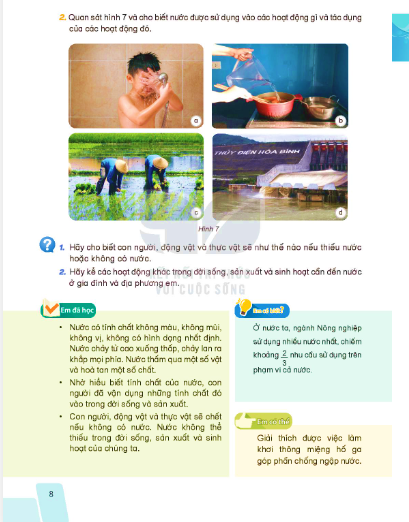 2. Quan sát hình 7 và cho biết nước được sử dụng vào các hoạt động gì và tác dụng
của các hoạt động đó.
a
b
THỦY ĐIỆN HÒA BÌNH
c
d
Hình 7
1. Hãy cho biết con người, động vật và thực vật sẽ như thế nào nếu thiếu nước
hoặc không có nước.
2. Hãy kể các hoạt động khác trong đời sống, sản xuất và sinh hoạt cần đến nước
ở gia đình và địa phương em.
VỚI CUỘC SỐNG
Em đã học
• Nước có tính chất không màu, không mùi,
không vị, không có hình dạng nhất định.
Nước chảy từ cao xuống thấp, chảy lan ra
khắp mọi phía. Nước thấm qua một số vật
và hoà tan một số chất.
• Nhờ hiểu biết tính chất của nước, con
người đã vận dụng những tính chất đó
vào trong đời sống và sản xuất.
• Con người, động vật và thực vật sẽ chết
nếu không có nước. Nước không thể
thiếu trong đời sống, sản xuất và sinh
hoạt của chúng ta.
Em có biết?
Ở nước ta, ngành Nông nghiệp
sử dụng nhiều nước nhất, chiếm
khoảng 2/3 nhu cầu sử dụng trên
phạm vi cả nước.
Em có thể
Giải thích được việc làm
khơi thông miệng hố ga
góp phần chống ngập nước.
8